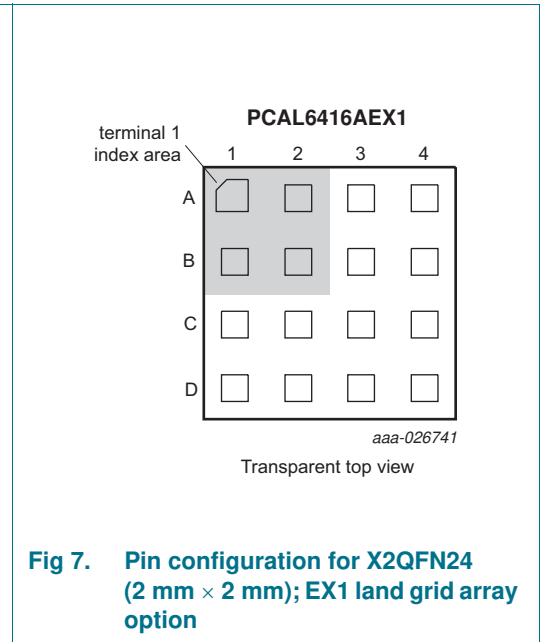 PCAL6416AEX1
terminal 1
index area
1 2 3 4
A
B
C
D
aaa-026741
Transparent top view
Fig 7. Pin configuration for X2QFN24
(2 mm × 2 mm); EX1 land grid array
option